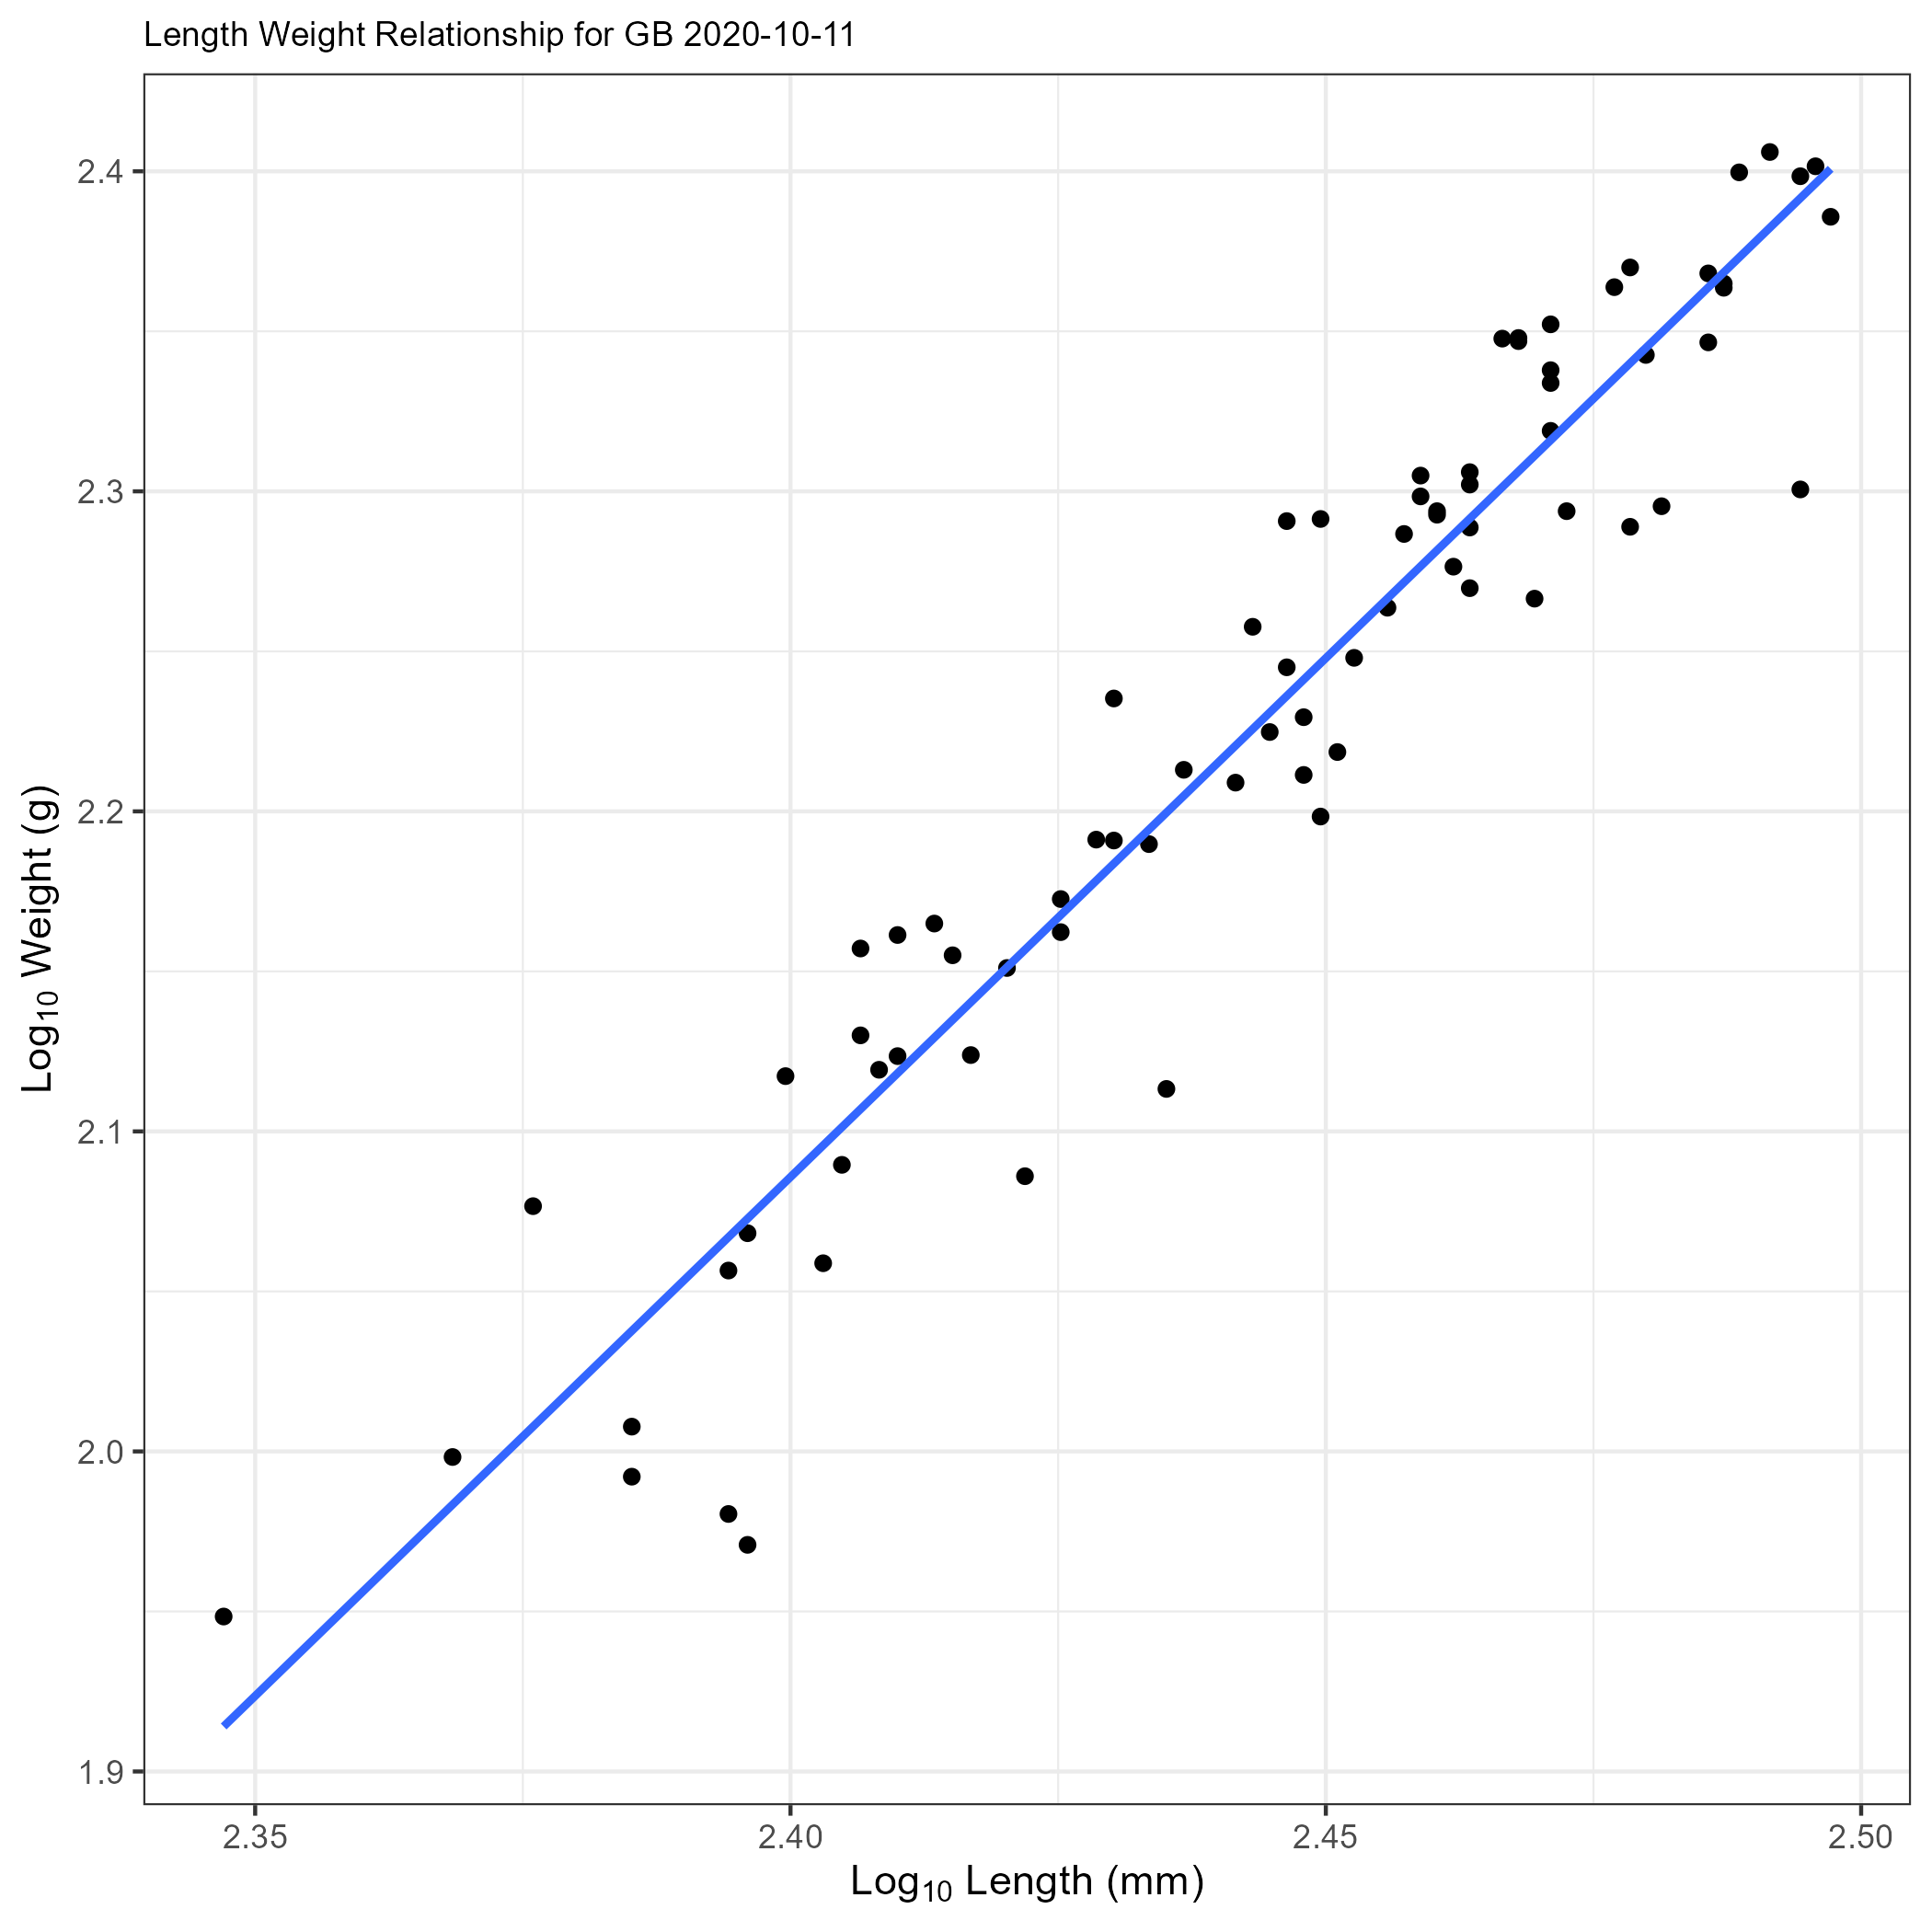 Length Weight Relationship for GB 2020-10-11
Log₁₀ Weight (g)
2.4
2.3
2.2
2.1
2.0
1.9
2.35 2.40 2.45 2.50
Log₁₀ Length (mm)